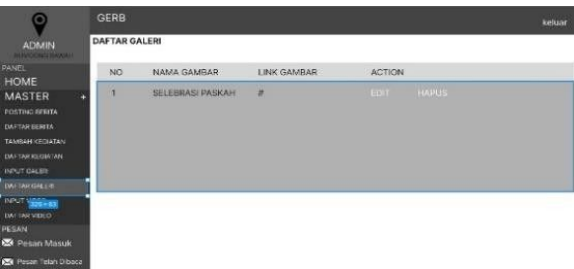 GERB
keluar
ADMIN
DAFTAR GALERI
PANEL
HOME
MASTER +
POSTING BERITA
DAFTAR BERITA
TAMBAH KEGIATAN
DAFTAR KEGIATAN
INPUT GALERI
DAFTAR GALERI
INPUT
DAFTAR VIDEO
PESAN
Pesan Masuk
Pesan Telah Dibaca
NO NAMA GAMBAR LINK GAMBAR ACTION
1 SELEBRASI PASKAH # EDIT HAPUS